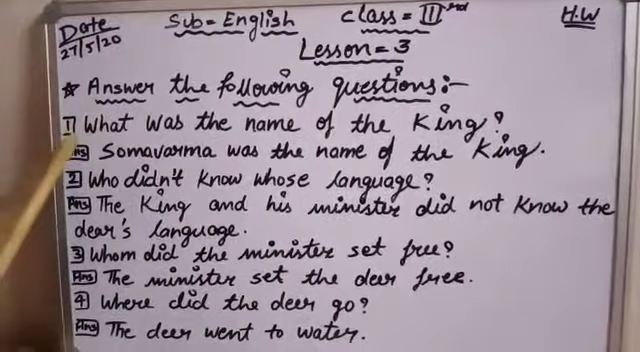 Date
27/5/20
Sub = English
Class = IInd
H.W
Lesson = 3
* Answer the following questions :-
1) What was the name of the King?
Ans Somavarma was the name of the King.
2 Who didn't know whose language?
Ans The King and his minister did not know the
dear's language.
3 Whom did the minister set free?
Ans The minister set the deer free.
4 Where did the deer go?
Ans The deer went to water.